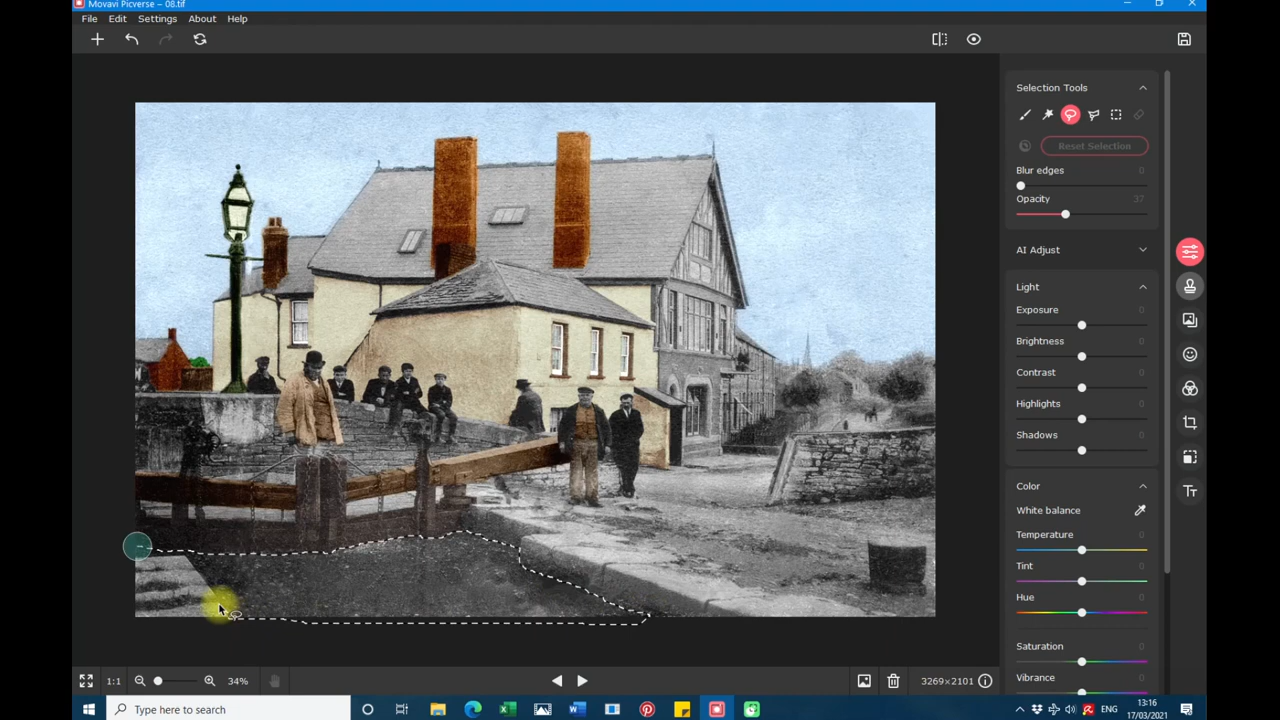 Movavi Picverse – 08.tif
File Edit Settings About Help
Selection Tools
Reset Selection
Blur edges 0
Opacity 37
AI Adjust
Light
Exposure 0
Brightness 0
Contrast 0
Highlights 0
Shadows 0
Color
White balance
Temperature 0
Tint 0
Hue 0
Saturation 0
Vibrance 0
1:1 34% 3269×2101
Type here to search
ENG
13:16
17/03/2021